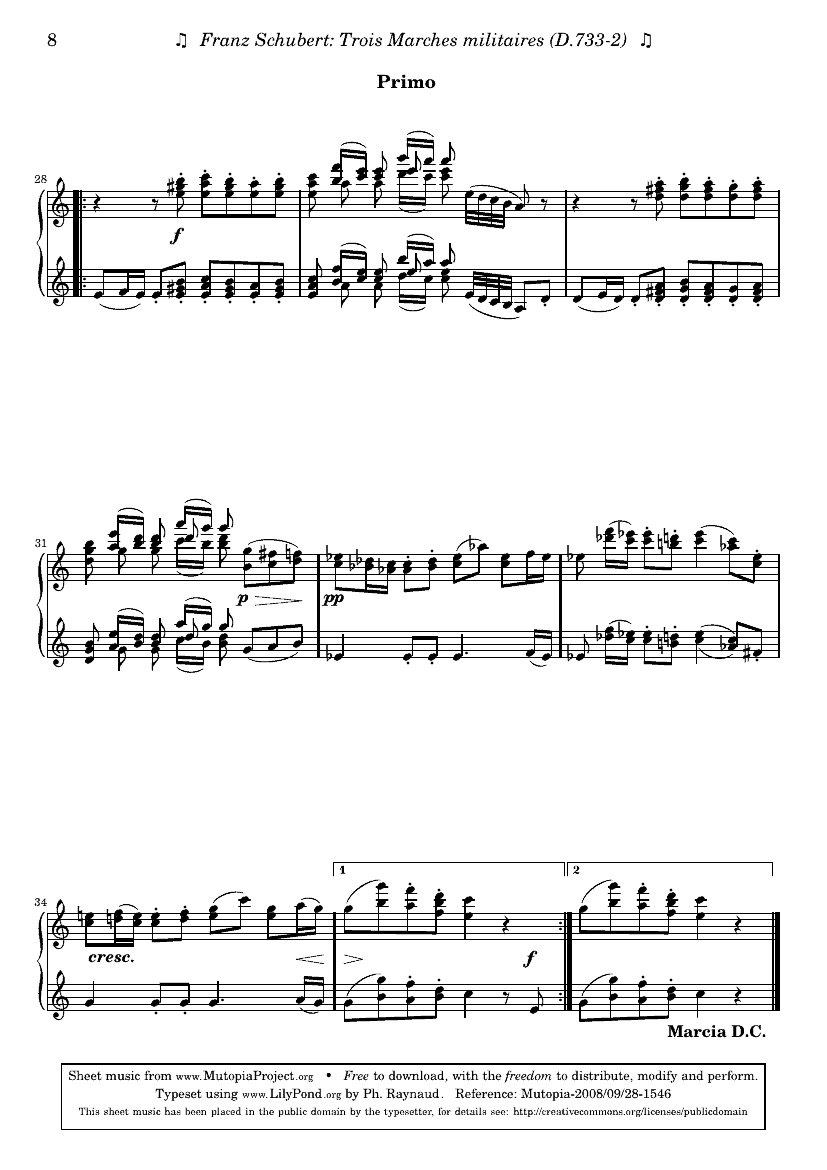 8 ♫ Franz Schubert: Trois Marches militaires (D.733-2) ♫
Primo
28
f
31
p
pp
34
1
2
cresc.
f
Marcia D.C.
Sheet music from www.MutopiaProject.org • Free to download, with the freedom to distribute, modify and perform.
Typeset using www.LilyPond.org by Ph. Raynaud. Reference: Mutopia-2008/09/28-1546
This sheet music has been placed in the public domain by the typesetter, for details see: http://creativecommons.org/licenses/publicdomain